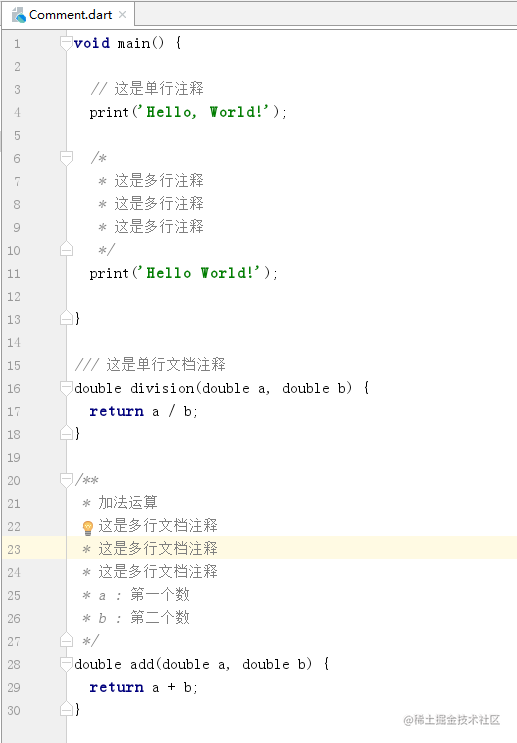 Comment.dart
1 void main() {
2
3 // 这是单行注释
4 print('Hello, World!');
5
6 /*
7 * 这是多行注释
8 * 这是多行注释
9 * 这是多行注释
10 */
11 print('Hello World!');
12
13 }
14
15 /// 这是单行文档注释
16 double division(double a, double b) {
17 return a / b;
18 }
19
20 /**
21 * 加法运算
22 这是多行文档注释
23 * 这是多行文档注释
24 * 这是多行文档注释
25 * a : 第一个数
26 * b : 第二个数
27 */
28 double add(double a, double b) {
29 return a + b;
30 }
@稀土掘金技术社区